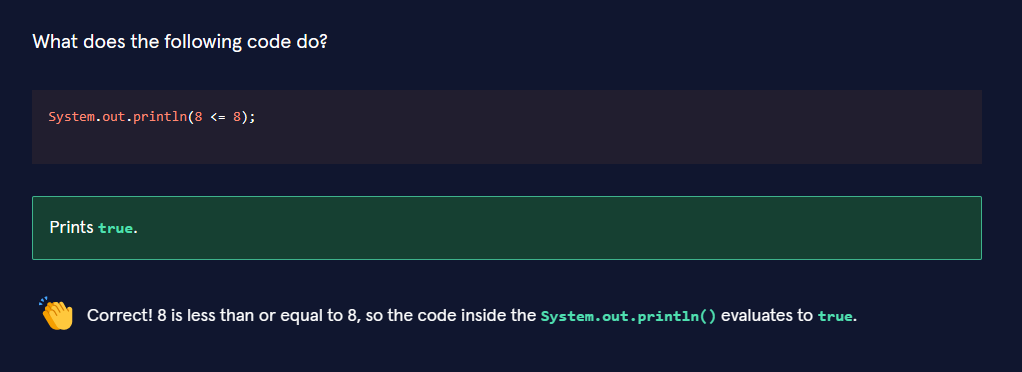 What does the following code do?
System.out.println(8 <= 8);
Prints true.
Correct! 8 is less than or equal to 8, so the code inside the System.out.println() evaluates to true.